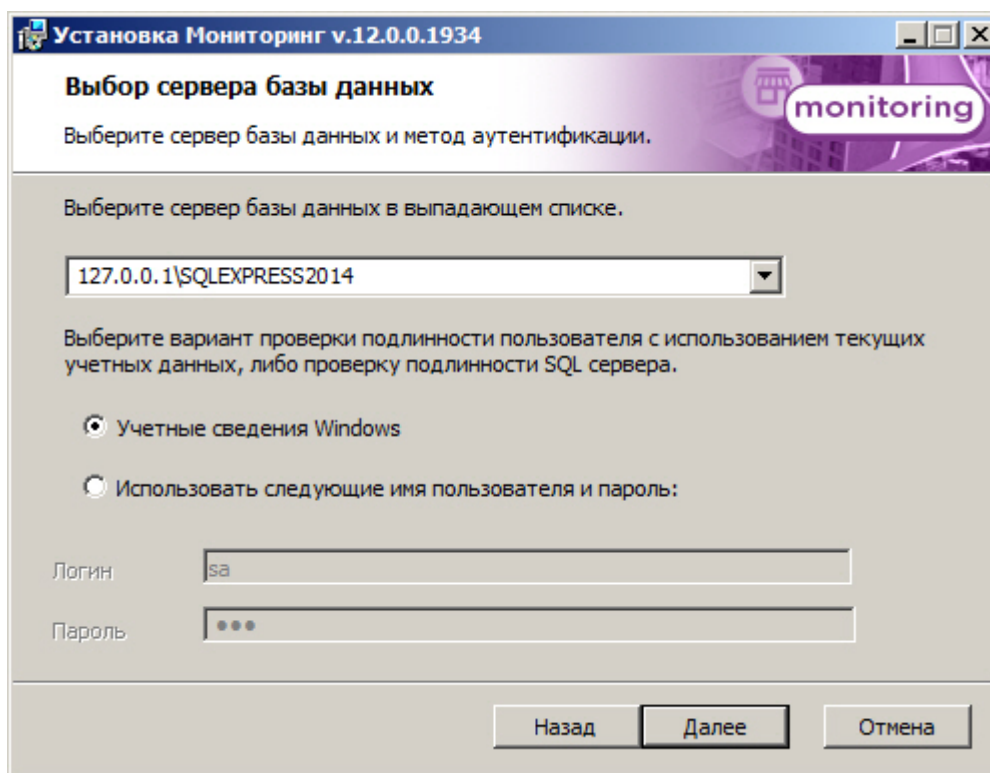 Установка Мониторинг v.12.0.0.1934
Выбор сервера базы данных
monitoring
Выберите сервер базы данных и метод аутентификации.
Выберите сервер базы данных в выпадающем списке.
127.0.0.1\SQLEXPRESS2014
Выберите вариант проверки подлинности пользователя с использованием текущих
учетных данных, либо проверку подлинности SQL сервера.
Учетные сведения Windows
Использовать следующие имя пользователя и пароль:
Логин
sa
Пароль
●●●
Назад
Далее
Отмена